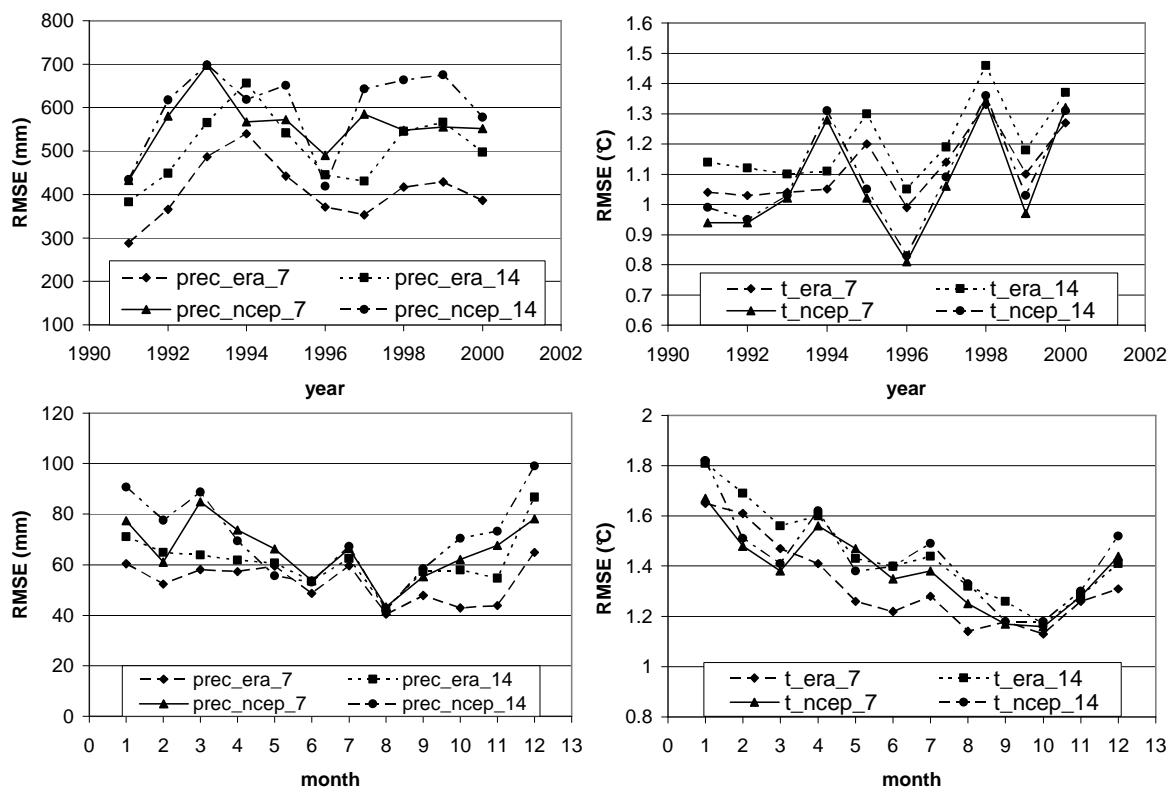 800
700
600
500
400
300
200
100
RMSE (mm)
prec_era_7 prec_era_14
prec_ncep_7 prec_ncep_14
1990 1992 1994 1996 1998 2000 2002
year
1.6
1.5
1.4
1.3
1.2
1.1
1
0.9
0.8
0.7
0.6
RMSE (°C)
t_era_7 t_era_14
t_ncep_7 t_ncep_14
1990 1992 1994 1996 1998 2000 2002
year
120
100
80
60
40
20
0
RMSE (mm)
prec_era_7 prec_era_14
prec_ncep_7 prec_ncep_14
0 1 2 3 4 5 6 7 8 9 10 11 12 13
month
2
1.8
1.6
1.4
1.2
1
0.8
RMSE (°C)
t_era_7 t_era_14
t_ncep_7 t_ncep_14
0 1 2 3 4 5 6 7 8 9 10 11 12 13
month